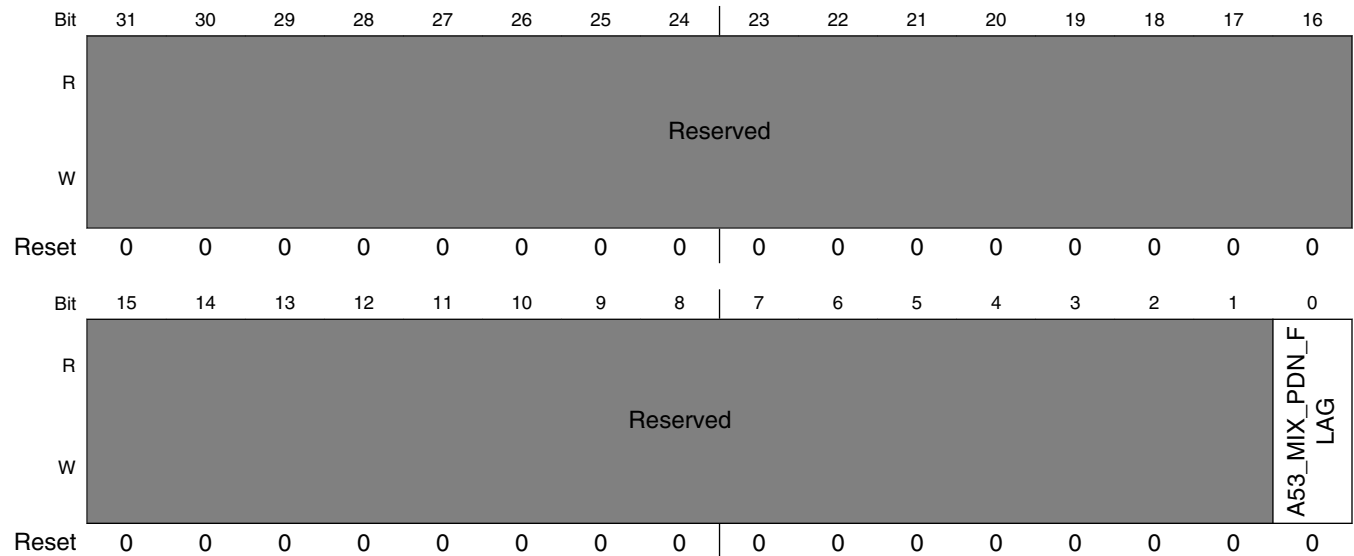 Bit 31 30 29 28 27 26 25 24 23 22 21 20 19 18 17 16
R
Reserved
W
Reset 0 0 0 0 0 0 0 0 0 0 0 0 0 0 0 0
Bit 15 14 13 12 11 10 9 8 7 6 5 4 3 2 1 0
R
Reserved
A53_MIX_PDN_F
LAG
W
Reset 0 0 0 0 0 0 0 0 0 0 0 0 0 0 0 0